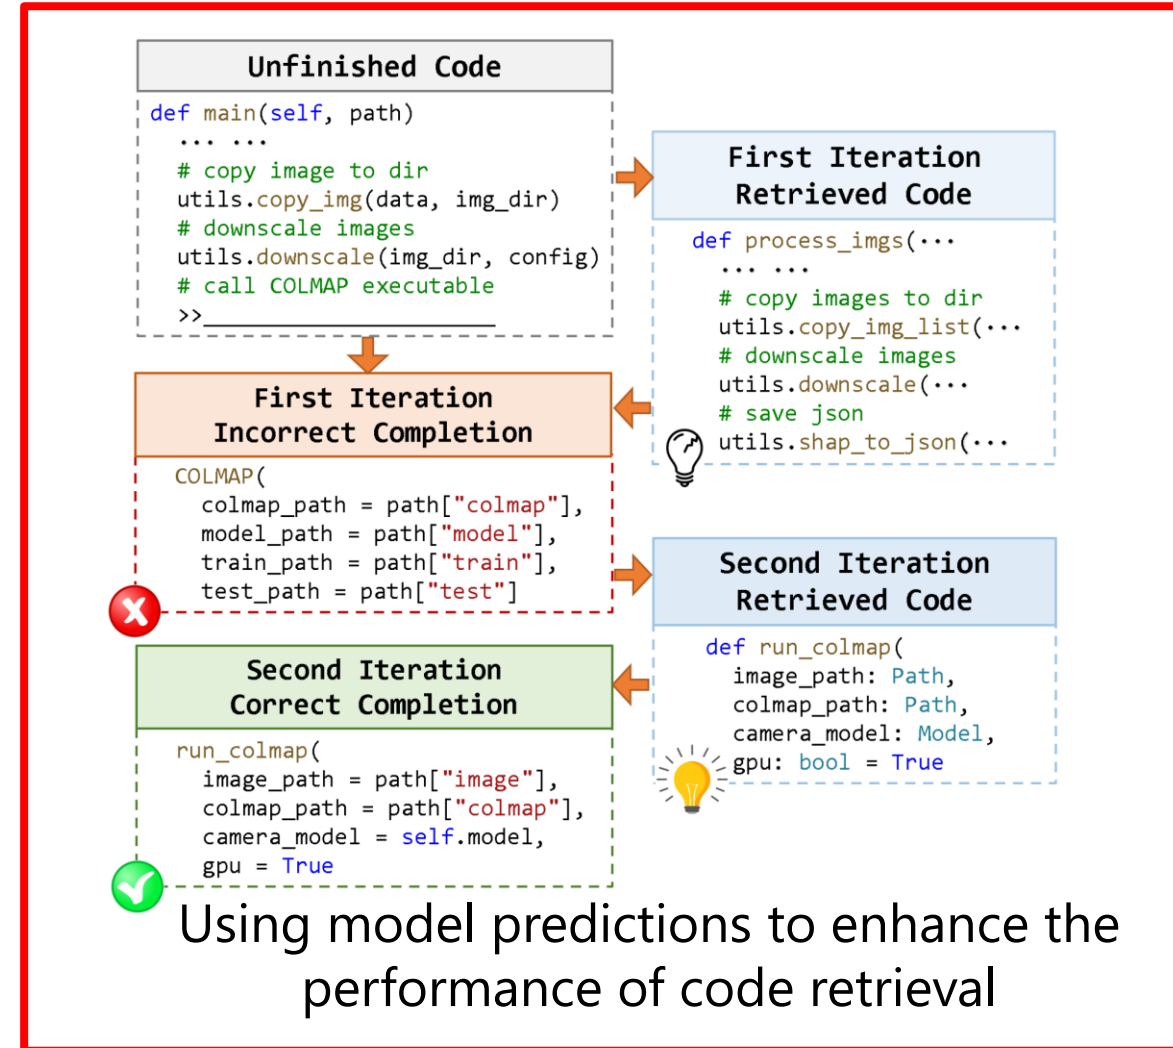 Unfinished Code
def main(self, path)
... ...
# copy image to dir
utils.copy_img(data, img_dir)
# downscale images
utils.downscale(img_dir, config)
# call COLMAP executable
>>______________________
First Iteration
Retrieved Code
def process_imgs(···
... ...
# copy images to dir
utils.copy_img_list(···
# downscale images
utils.downscale(···
# save json
utils.shap_to_json(···
First Iteration
Incorrect Completion
COLMAP(
colmap_path = path["colmap"],
model_path = path["model"],
train_path = path["train"],
test_path = path["test"]
Second Iteration
Retrieved Code
def run_colmap(
image_path: Path,
colmap_path: Path,
camera_model: Model,
gpu: bool = True
Second Iteration
Correct Completion
run_colmap(
image_path = path["image"],
colmap_path = path["colmap"],
camera_model = self.model,
gpu = True
Using model predictions to enhance the
performance of code retrieval